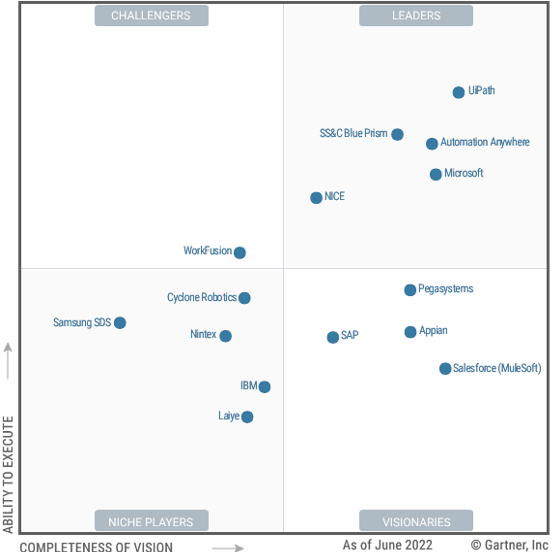 CHALLENGERS
LEADERS
UiPath
SS&C Blue Prism
Automation Anywhere
Microsoft
NICE
WorkFusion
Pegasystems
Cyclone Robotics
Samsung SDS
Nintex
SAP
Appian
Salesforce (MuleSoft)
IBM
Laiye
NICHE PLAYERS
VISIONARIES
ABILITY TO EXECUTE
COMPLETENESS OF VISION
As of June 2022
© Gartner, Inc